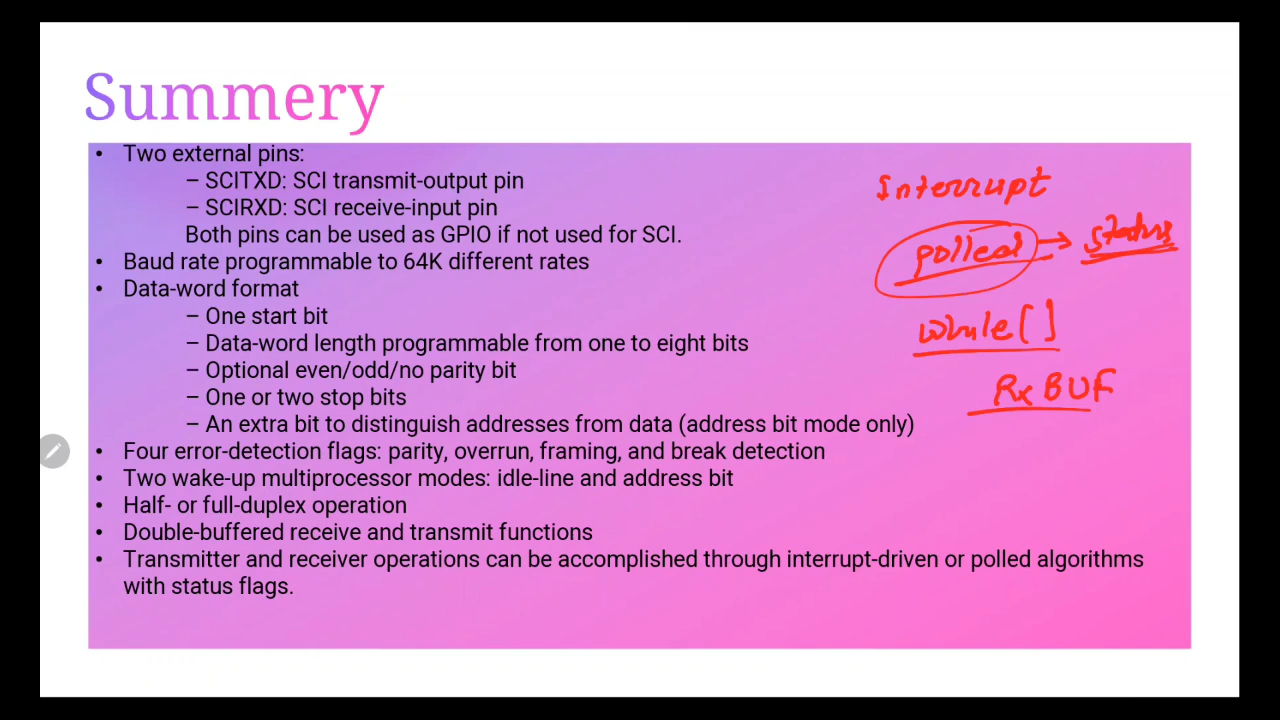 Summery
• Two external pins:
– SCITXD: SCI transmit-output pin
– SCIRXD: SCI receive-input pin
Both pins can be used as GPIO if not used for SCI.
• Baud rate programmable to 64K different rates
• Data-word format
– One start bit
– Data-word length programmable from one to eight bits
– Optional even/odd/no parity bit
– One or two stop bits
– An extra bit to distinguish addresses from data (address bit mode only)
• Four error-detection flags: parity, overrun, framing, and break detection
• Two wake-up multiprocessor modes: idle-line and address bit
• Half- or full-duplex operation
• Double-buffered receive and transmit functions
• Transmitter and receiver operations can be accomplished through interrupt-driven or polled algorithms
with status flags.
Interrupt
polled → status
while[ ]
RxBUF